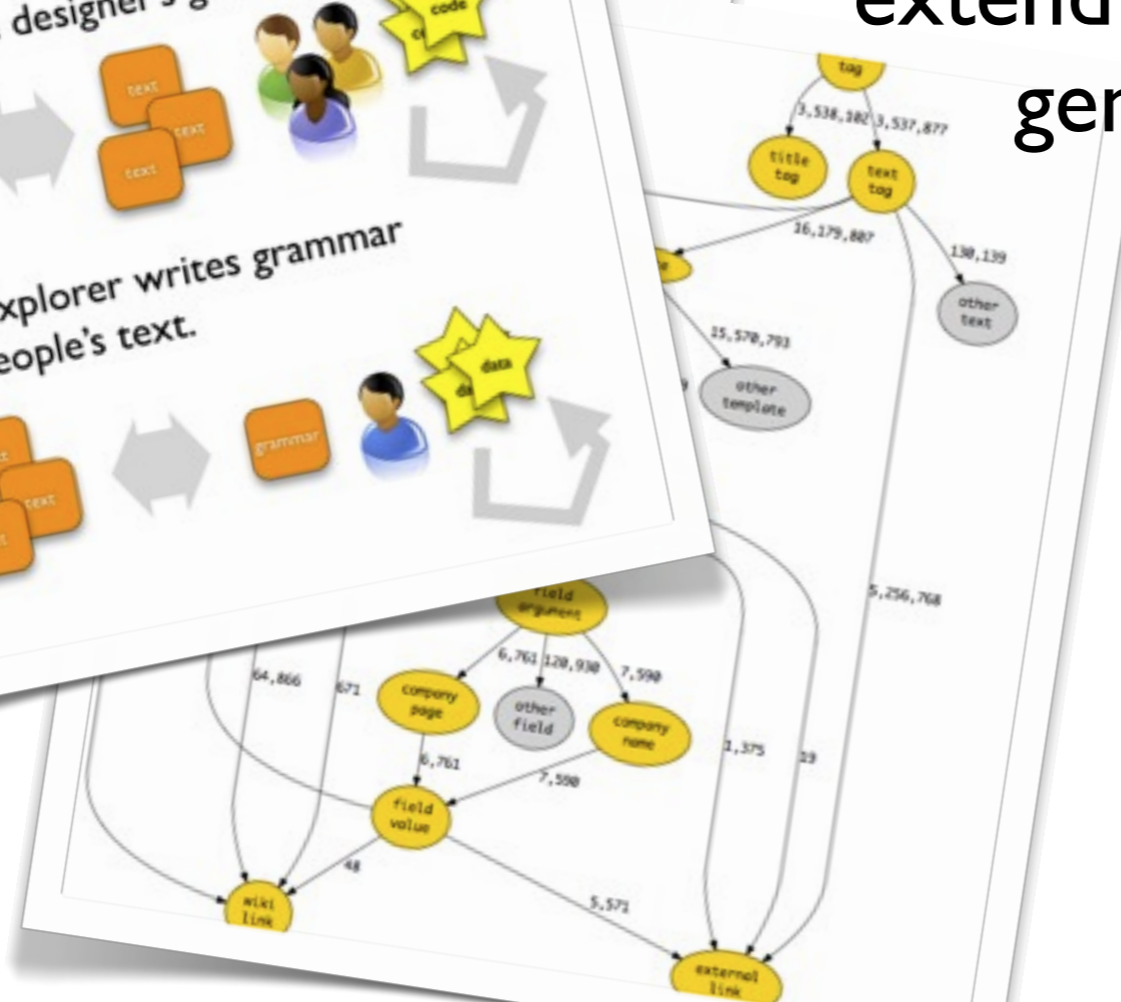 designer's g
code
text
text
text
xplorer writes grammar
eople's text.
data
grammar
text
extend
ger
tag
3,538,102
3,537,877
title
tag
text
tag
16,179,807
130,139
other
text
15,570,793
other
template
field
argument
6,761
120,930
7,590
64,866
671
company
page
other
field
company
name
6,761
7,590
field
value
48
5,571
1,375
19
5,256,768
wiki
link
external
link